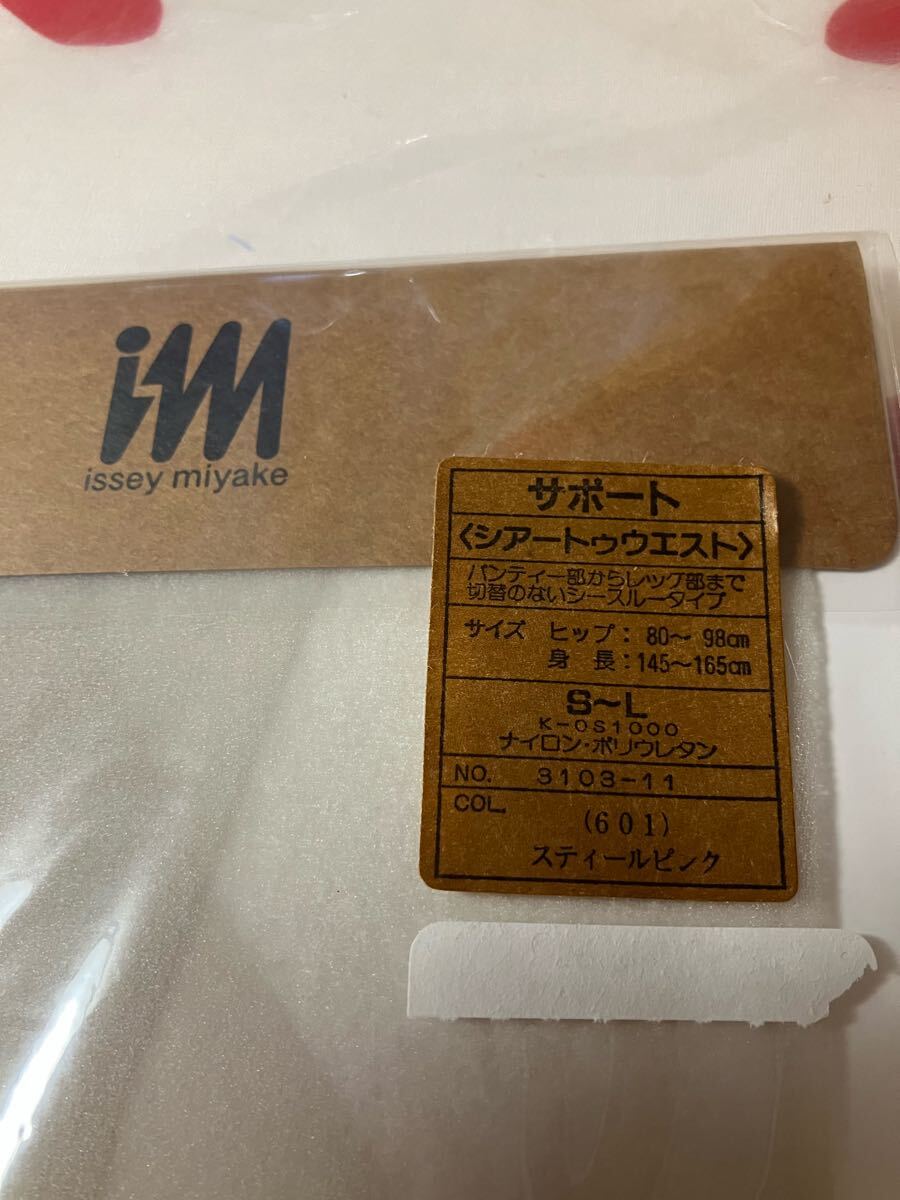 im
issey miyake
サポート
〈シアートゥウエスト〉
パンティー部からレッグ部まで
切替のないシースルータイプ
サイズ ヒップ: 80〜 98cm
身 長:145〜165cm
S〜L
K-OS1000
ナイロン・ポリウレタン
NO. 3103-11
COL. (601)
スティールピンク